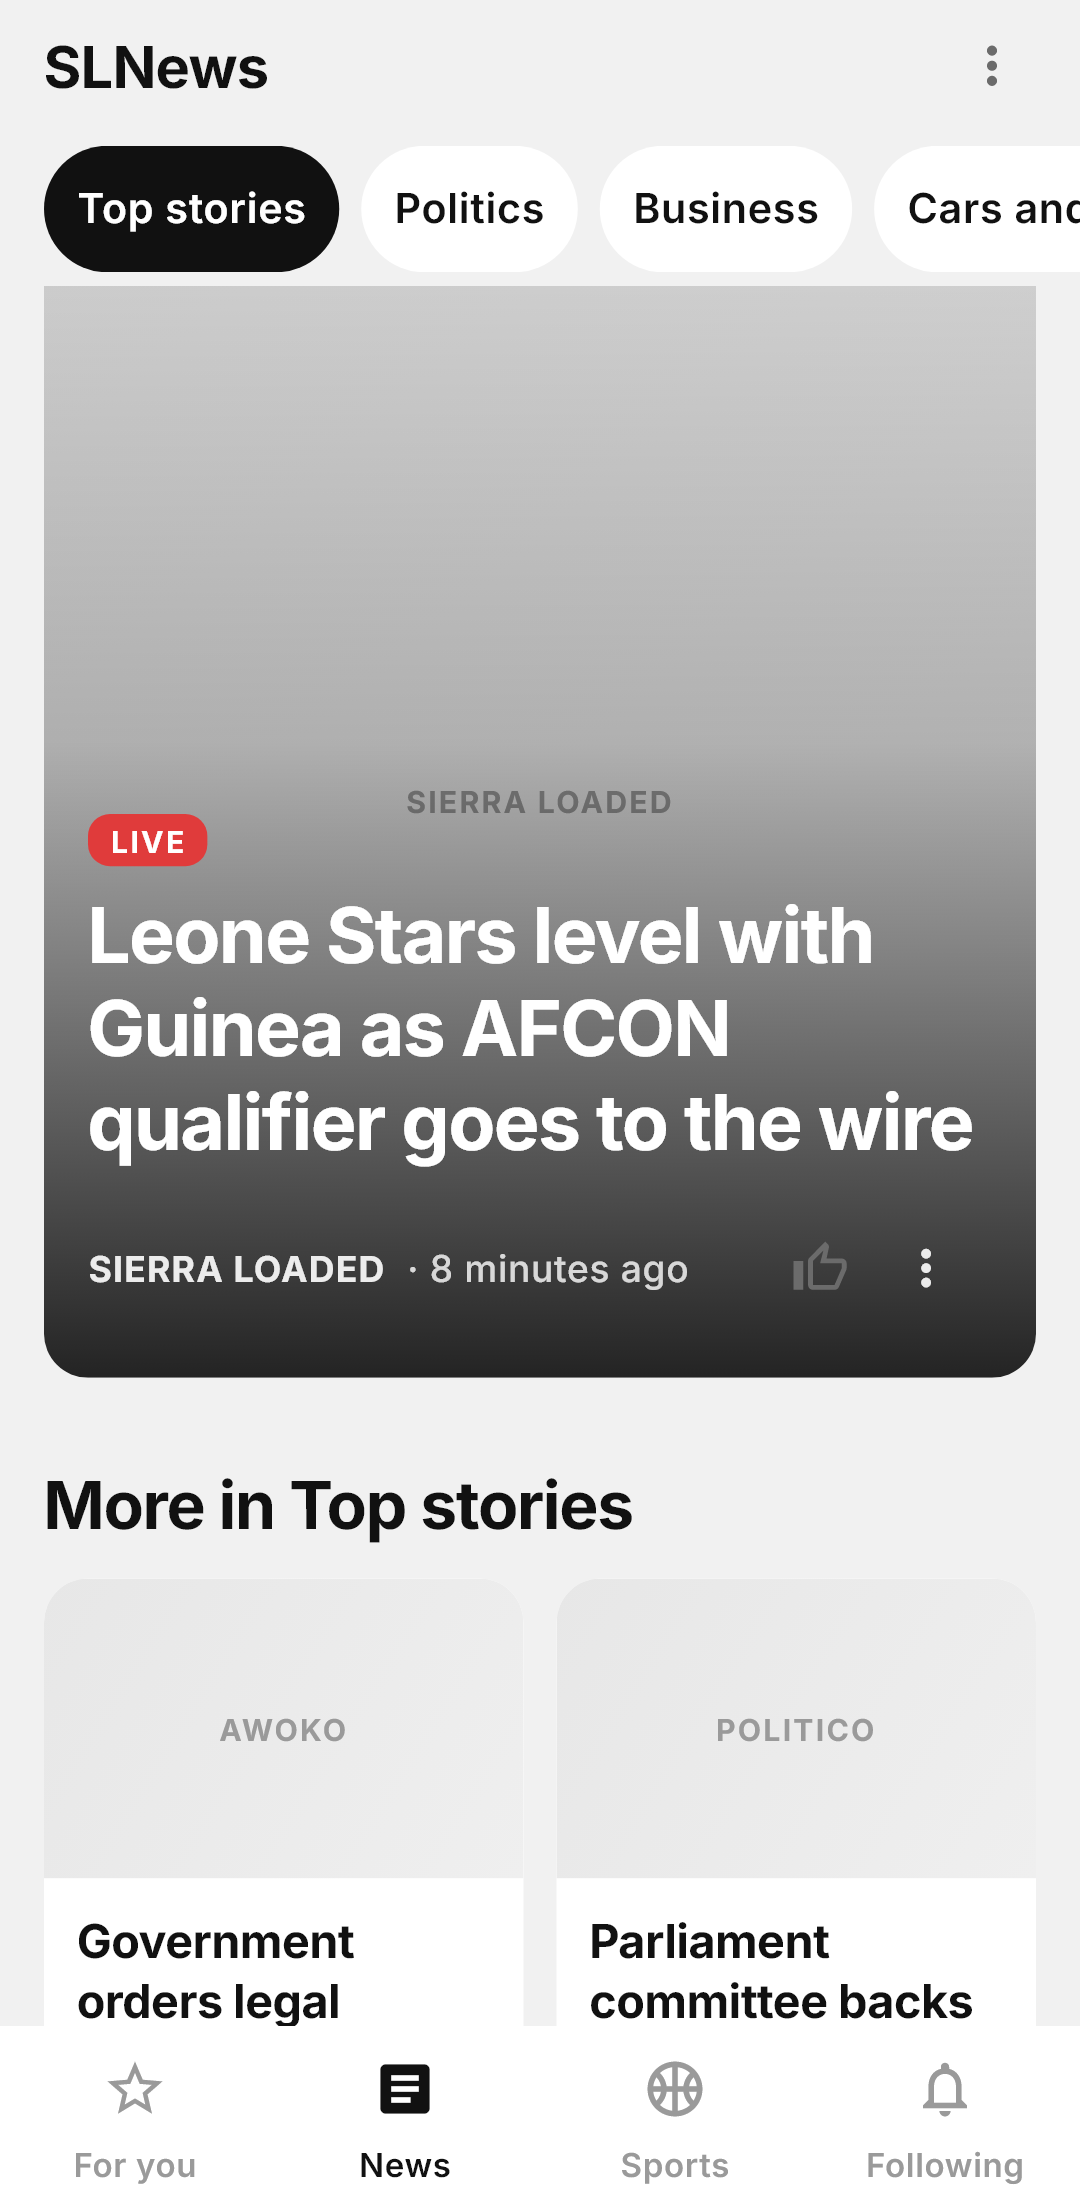 SLNews
Top stories
Politics
Business
Cars and
SIERRA LOADED
LIVE
Leone Stars level with
Guinea as AFCON
qualifier goes to the wire
SIERRA LOADED · 8 minutes ago
More in Top stories
AWOKO
POLITICO
Government
orders legal
Parliament
committee backs
For you
News
Sports
Following